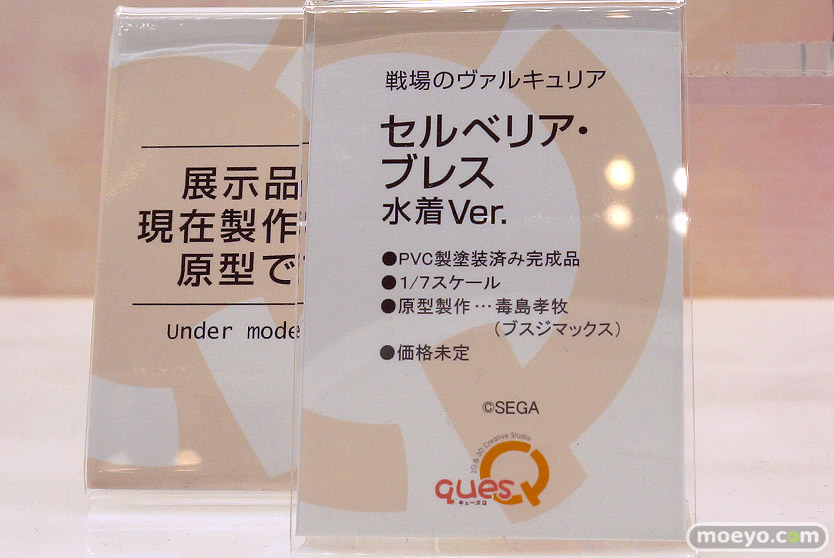 戦場のヴァルキュリア
セルベリア・
ブレス
水着Ver.
●PVC製塗装済み完成品
●1/7スケール
●原型製作…毒島孝牧
(ブスジマックス)
●価格未定
©SEGA
2D & 3D Creative Studio
quesQ
キューズQ
展示品
現在製作
原型で
Under mode
moeyo.com